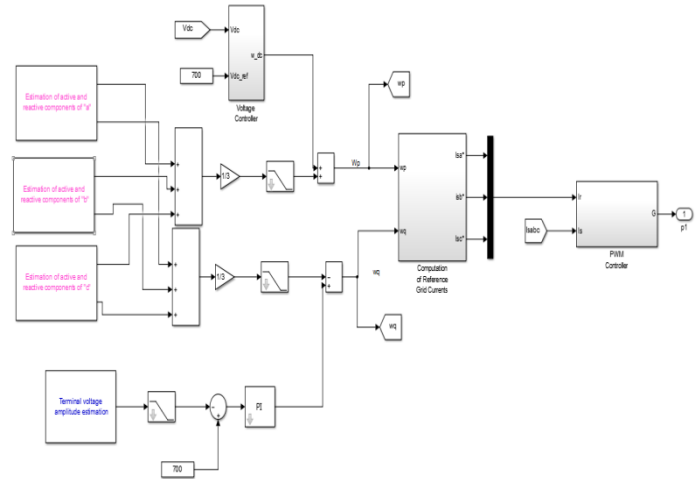 Vdc
700
Vdc
Vdc_ref
w_dc
Voltage
Controller
Estimation of active and
reactive components of "a"
Estimation of active and
reactive components of "b"
Estimation of active and
reactive components of "c"
+
+
+
1/3
+
+
Wp
wp
+
+
+
1/3
-
+
wq
wq
wp
wq
Isa*
isb*
Isc*
Computation
of Reference
Grid Currents
Isabc
Ir
Is
G
PWM
Controller
1
p1
Terminal voltage
amplitude estimation
-
+
PI
700